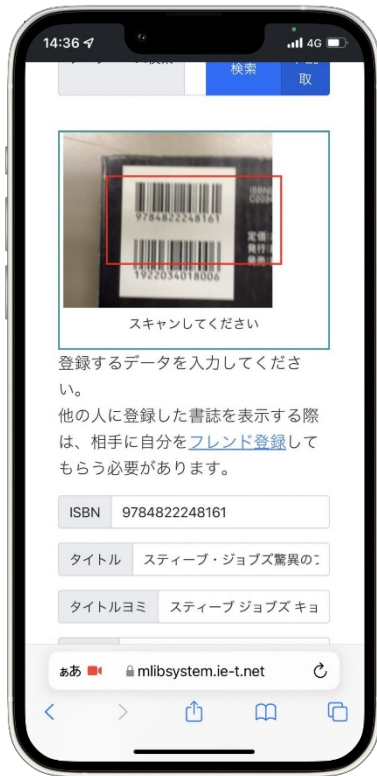 14:36
4G
検索
取
9784822248161
1922034018006
スキャンしてください
登録するデータを入力してくださ
い。
他の人に登録した書誌を表示する際
は、相手に自分をフレンド登録して
もらう必要があります。
ISBN 9784822248161
タイトル スティーブ・ジョブズ驚異のプ
タイトルヨミ スティーブ ジョブズ キョ
ぁあ mlibsystem.ie-t.net